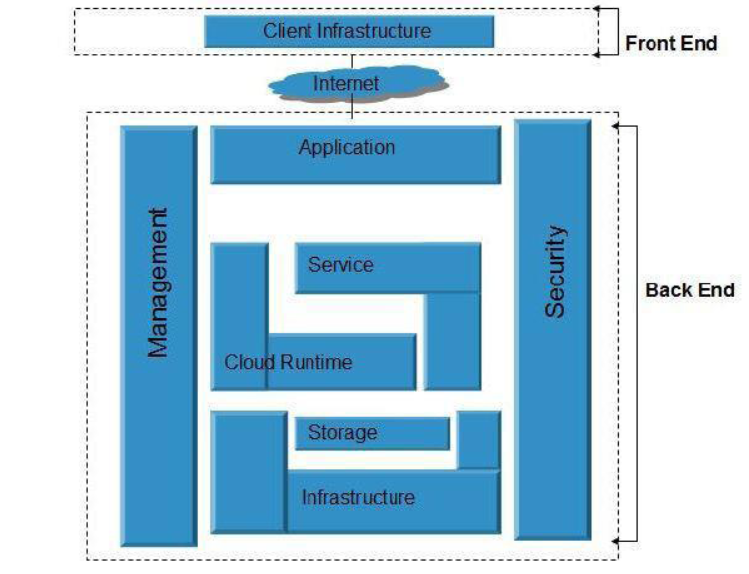 Client Infrastructure
Front End
Internet
Application
Management
Security
Service
Back End
Cloud Runtime
Storage
Infrastructure